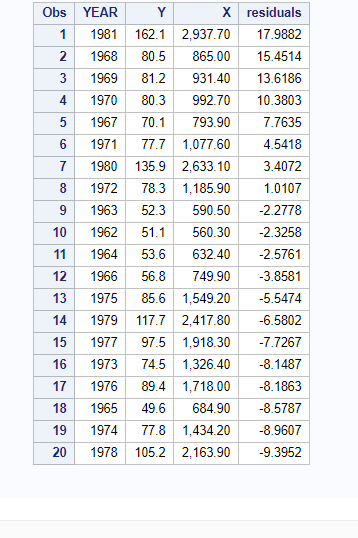 Obs YEAR Y X residuals
1 1981 162.1 2,937.70 17.9882
2 1968 80.5 865.00 15.4514
3 1969 81.2 931.40 13.6186
4 1970 80.3 992.70 10.3803
5 1967 70.1 793.90 7.7635
6 1971 77.7 1,077.60 4.5418
7 1980 135.9 2,633.10 3.4072
8 1972 78.3 1,185.90 1.0107
9 1963 52.3 590.50 -2.2778
10 1962 51.1 560.30 -2.3258
11 1964 53.6 632.40 -2.5761
12 1966 56.8 749.90 -3.8581
13 1975 85.6 1,549.20 -5.5474
14 1979 117.7 2,417.80 -6.5802
15 1977 97.5 1,918.30 -7.7267
16 1973 74.5 1,326.40 -8.1487
17 1976 89.4 1,718.00 -8.1863
18 1965 49.6 684.90 -8.5787
19 1974 77.8 1,434.20 -8.9607
20 1978 105.2 2,163.90 -9.3952